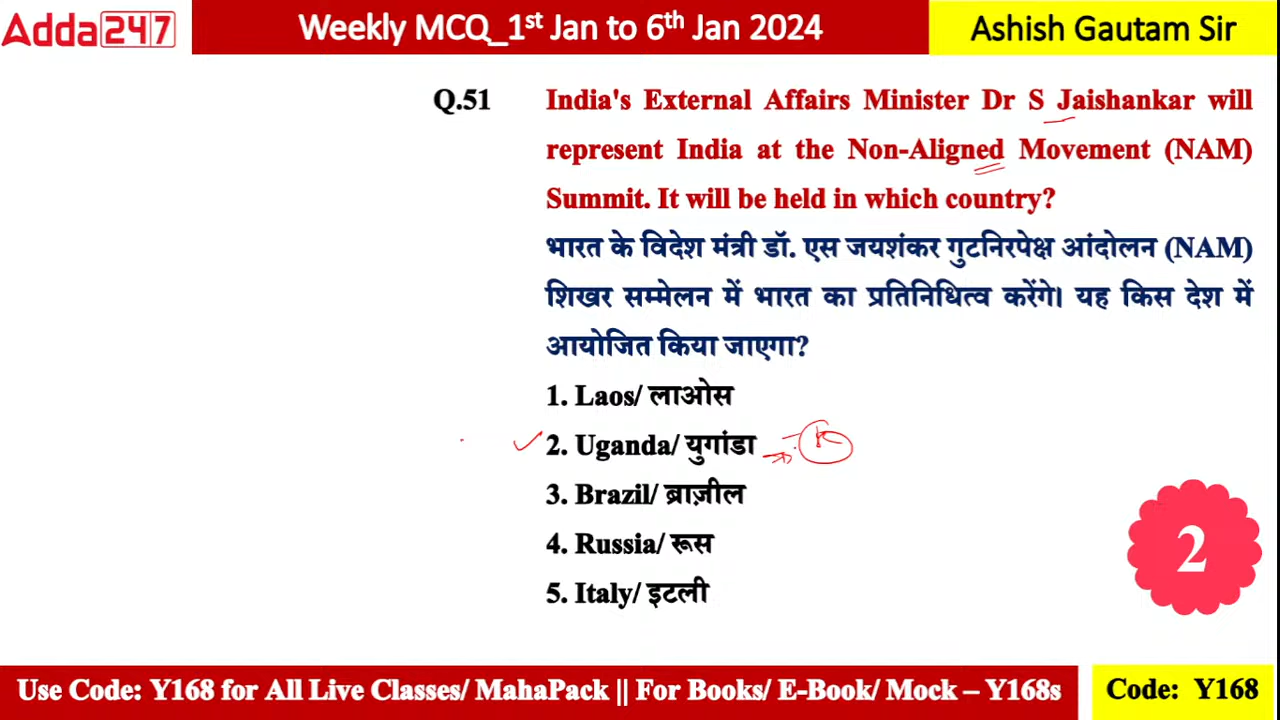 Adda247
Weekly MCQ_1st Jan to 6th Jan 2024
Ashish Gautam Sir
Q.51 India's External Affairs Minister Dr S Jaishankar will
represent India at the Non-Aligned Movement (NAM)
Summit. It will be held in which country?
भारत के विदेश मंत्री डॉ. एस जयशंकर गुटनिरपेक्ष आंदोलन (NAM)
शिखर सम्मेलन में भारत का प्रतिनिधित्व करेंगे। यह किस देश में
आयोजित किया जाएगा?
1. Laos/ लाओस
2. Uganda/ युगांडा
3. Brazil/ ब्राज़ील
4. Russia/ रूस
5. Italy/ इटली
2
Use Code: Y168 for All Live Classes/ MahaPack || For Books/ E-Book/ Mock – Y168s
Code: Y168